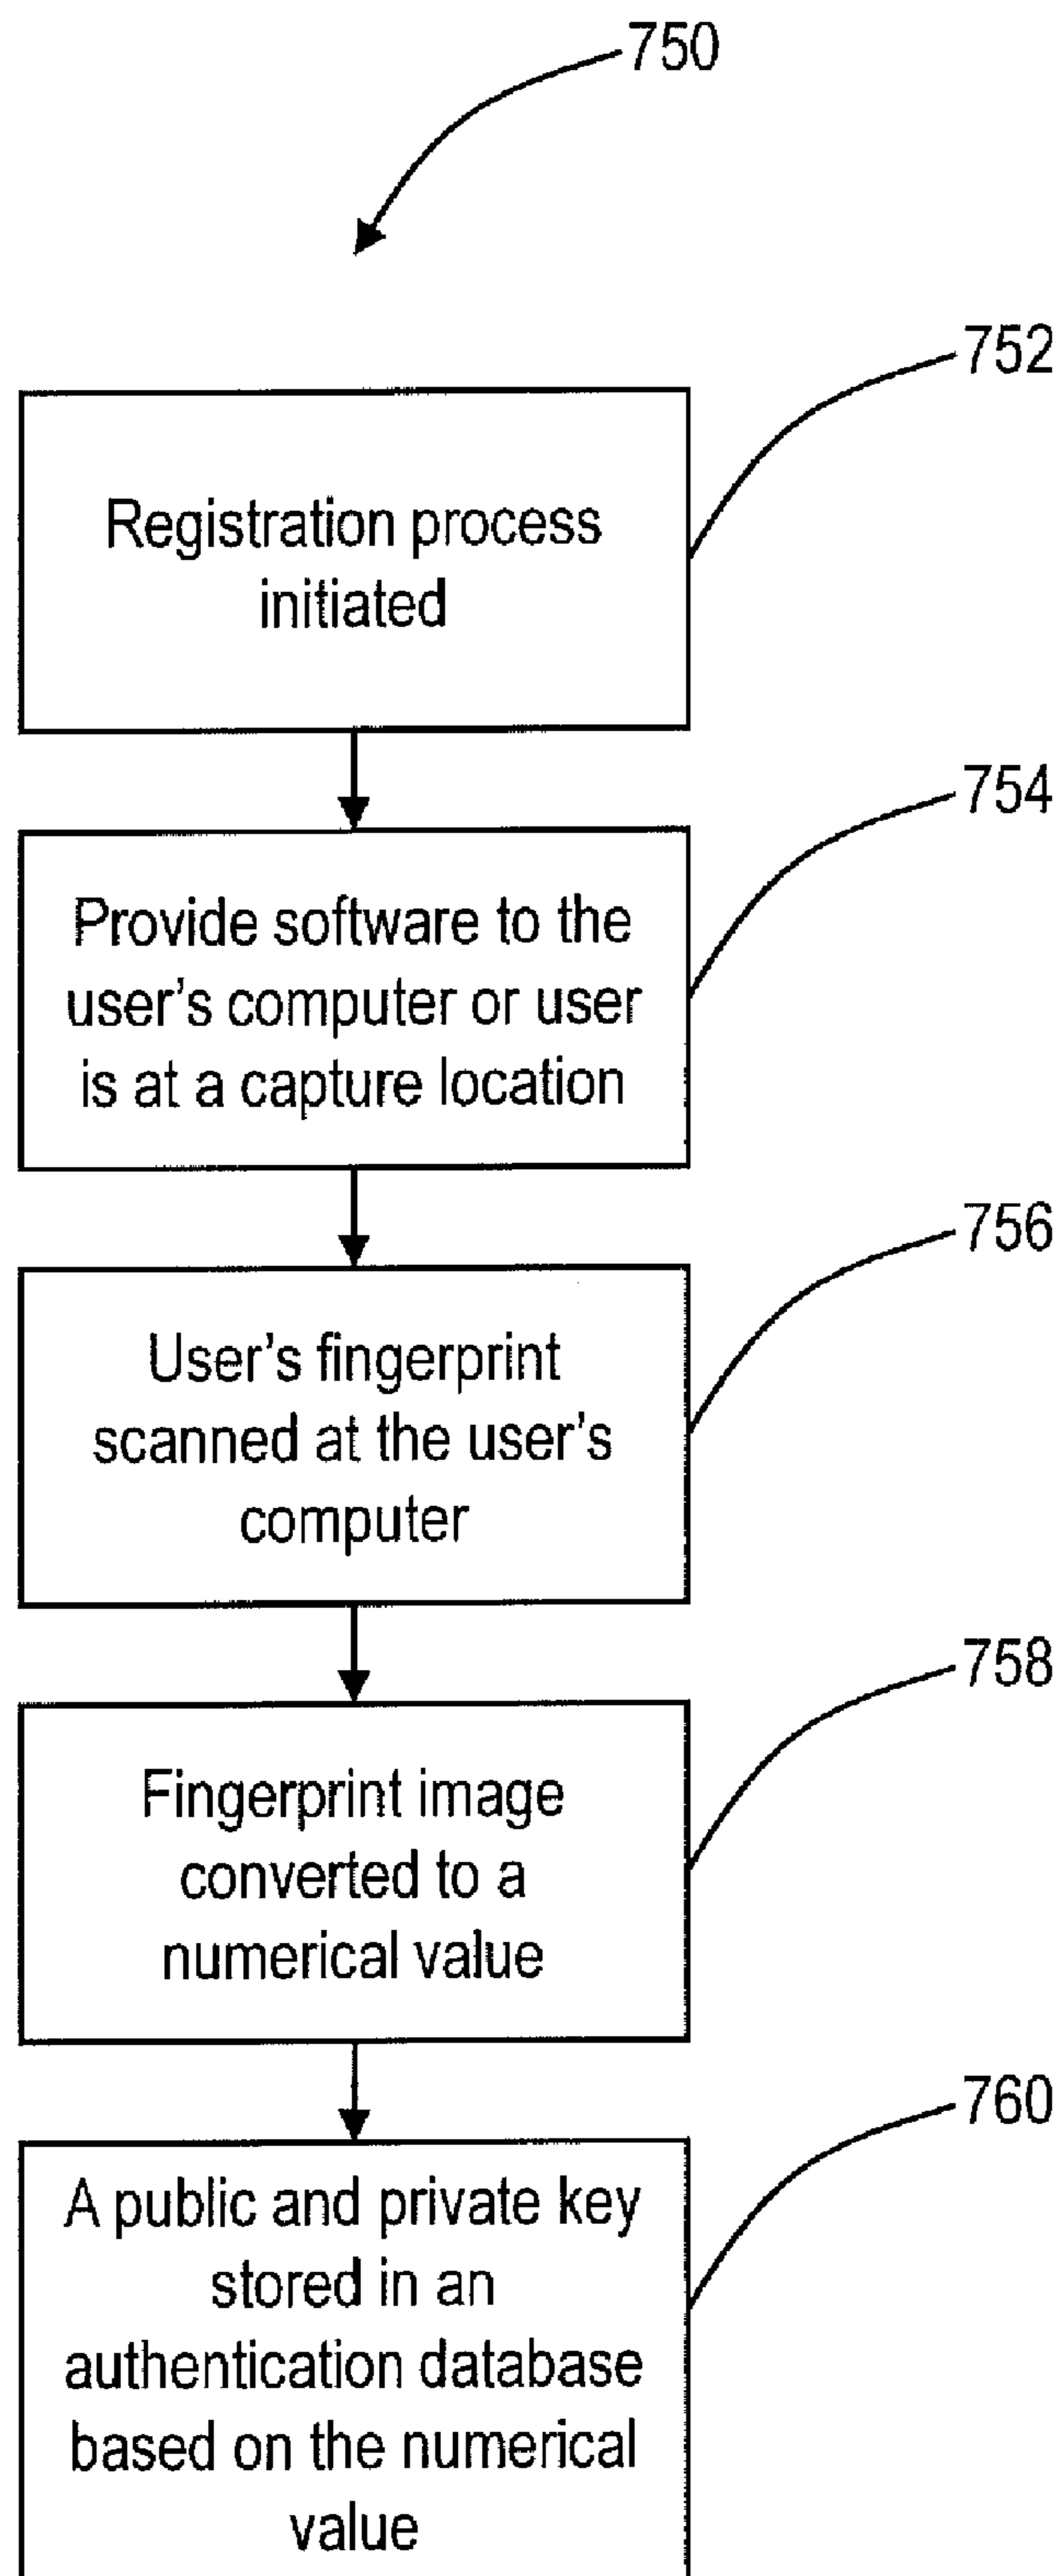 750
752
Registration process
initiated
754
Provide software to the
user's computer or user
is at a capture location
756
User's fingerprint
scanned at the user's
computer
758
Fingerprint image
converted to a
numerical value
760
A public and private key
stored in an
authentication database
based on the numerical
value